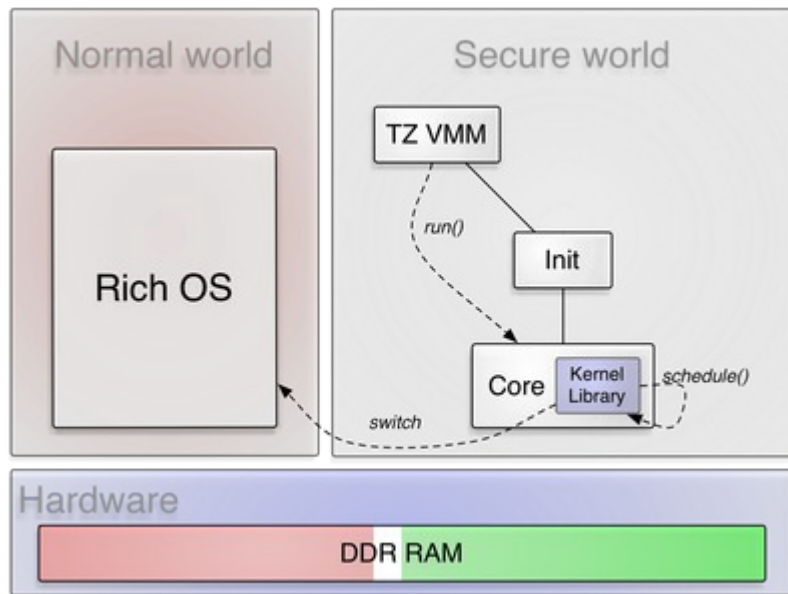 Normal world
Secure world
TZ VMM
run()
Init
Rich OS
Core
Kernel
Library
schedule()
switch
Hardware
DDR RAM